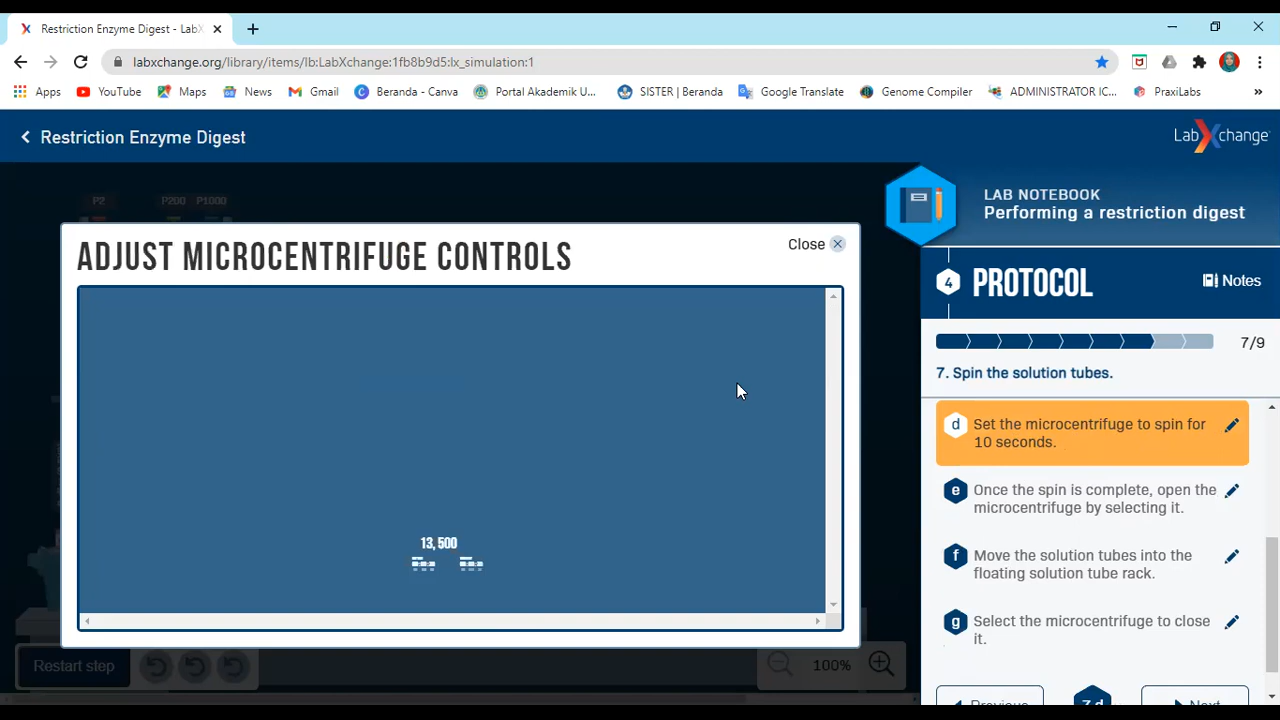 Restriction Enzyme Digest - LabX
labxchange.org/library/items/lb:LabXchange:1fb8b9d5:lx_simulation:1
Apps YouTube Maps News Gmail Beranda - Canva Portal Akademik U... SISTER | Beranda Google Translate Genome Compiler ADMINISTRATOR IC... PraxiLabs »
Restriction Enzyme Digest
LabXchange
P2 P200 P1000
LAB NOTEBOOK
Performing a restriction digest
ADJUST MICROCENTRIFUGE CONTROLS
Close
4 PROTOCOL
Notes
7/9
7. Spin the solution tubes.
d Set the microcentrifuge to spin for
10 seconds.
e Once the spin is complete, open the
microcentrifuge by selecting it.
f Move the solution tubes into the
floating solution tube rack.
g Select the microcentrifuge to close
it.
13,500
Restart step
100%
Previous
7.d
Next